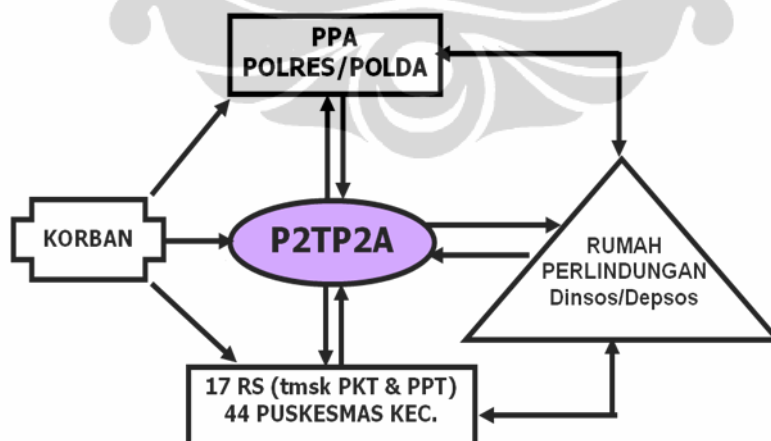 PPA
POLRES/POLDA
KORBAN
P2TP2A
RUMAH
PERLINDUNGAN
Dinsos/Depsos
17 RS (tmsk PKT & PPT)
44 PUSKESMAS KEC.